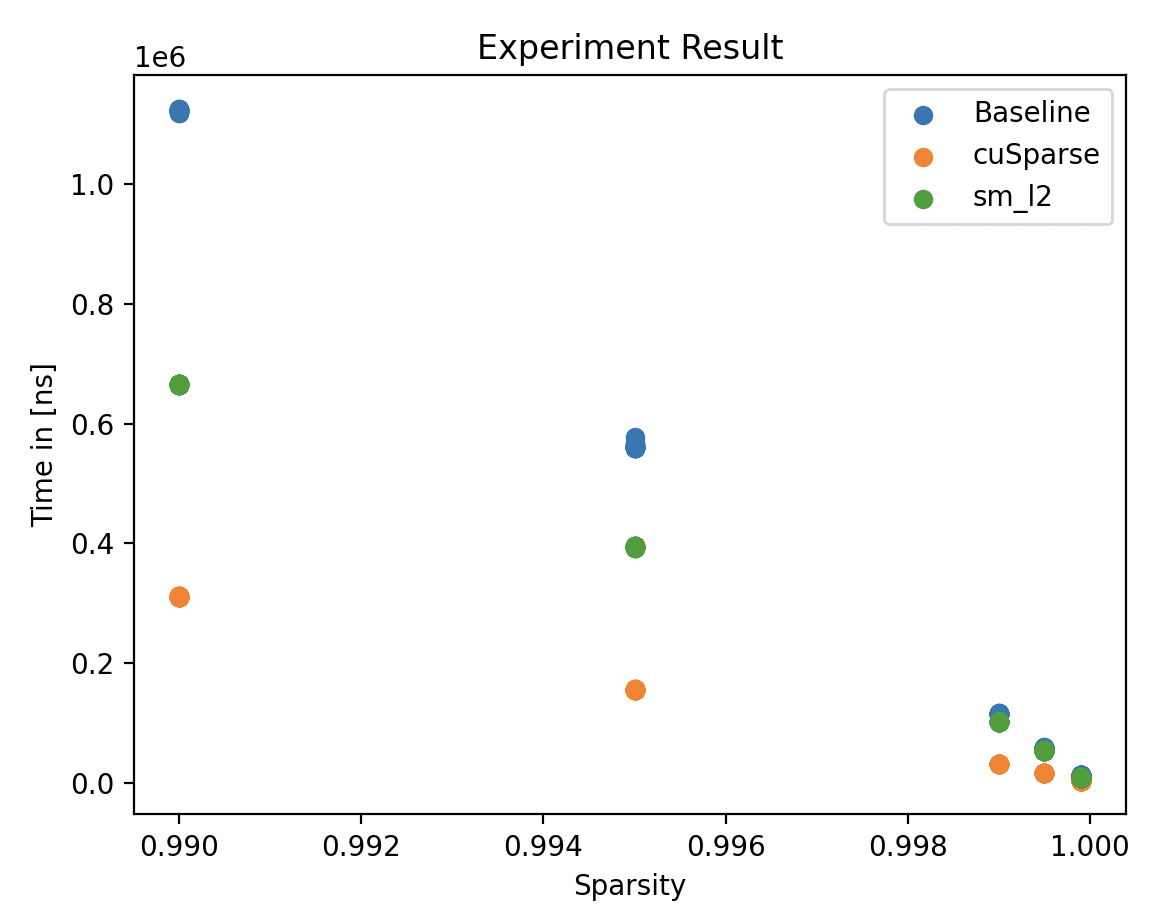 Experiment Result
1e6
Baseline
cuSparse
sm_l2
1.0
0.8
0.6
0.4
0.2
0.0
Time in [ns]
0.990 0.992 0.994 0.996 0.998 1.000
Sparsity